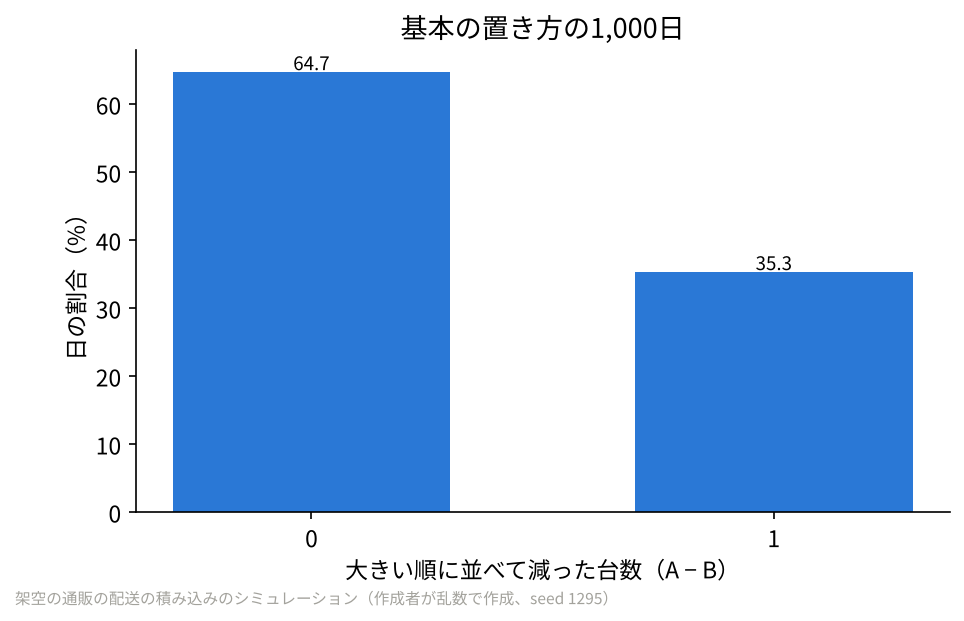 基本の置き方の1,000日
64.7
35.3
日の割合（%）
60
50
40
30
20
10
0
0
1
大きい順に並べて減った台数（A − B）
架空の通販の配送の積み込みのシミュレーション（作成者が乱数で作成、seed 1295）